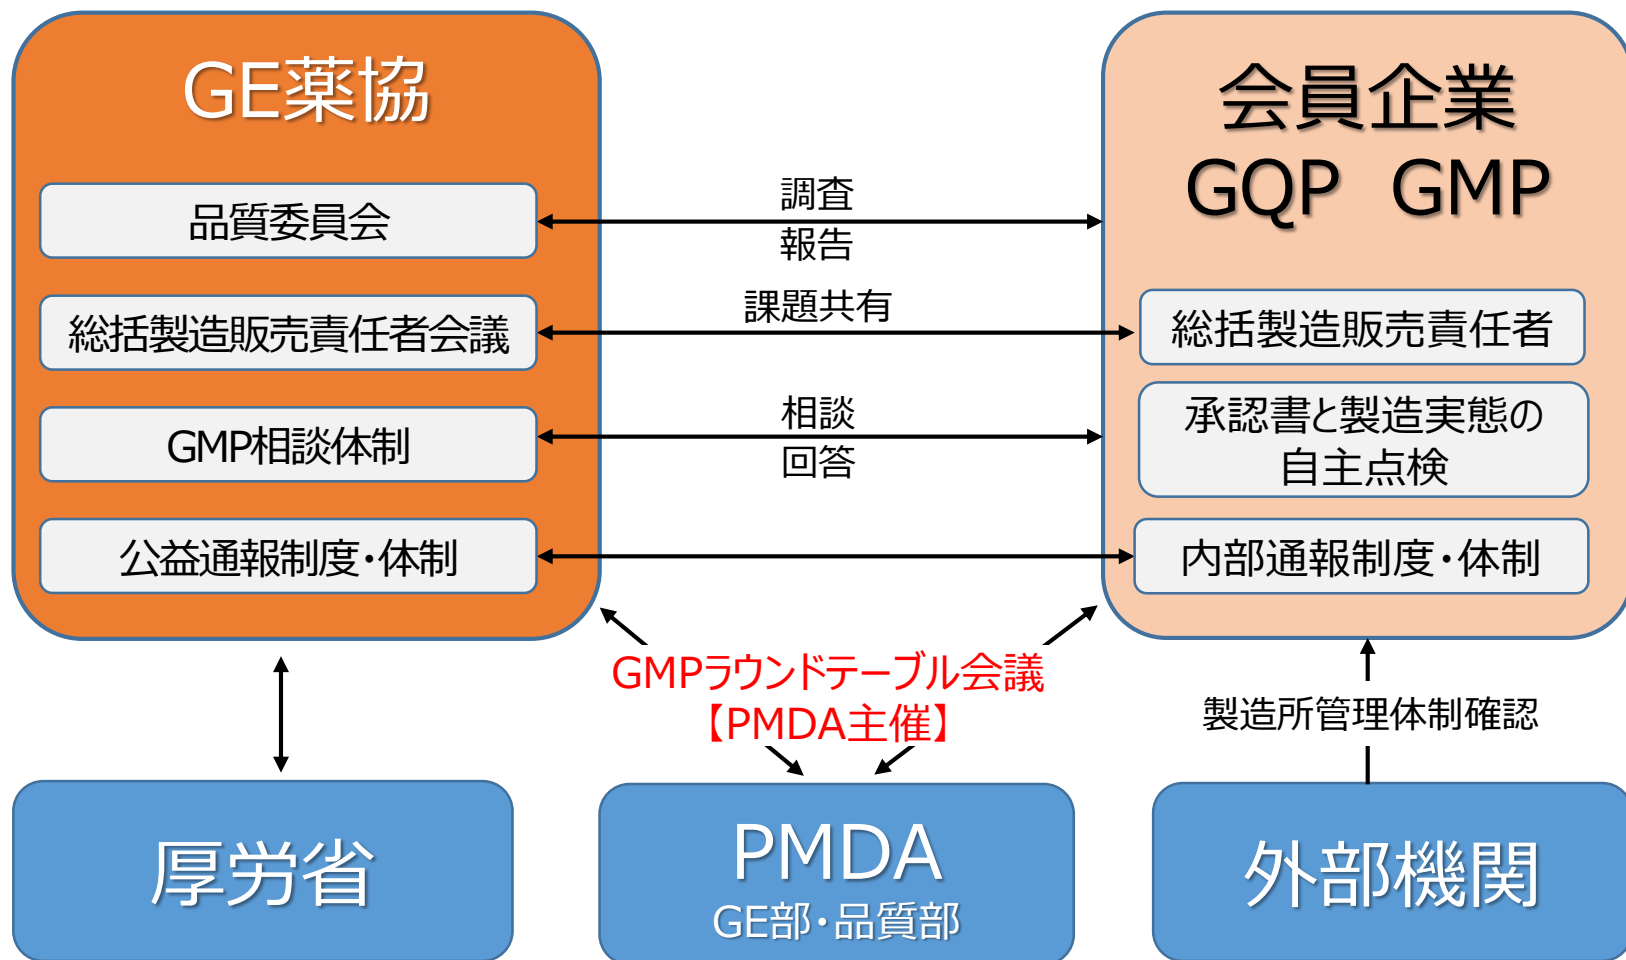 GE薬協
品質委員会
総括製造販売責任者会議
GMP相談体制
公益通報制度・体制
調査
報告
課題共有
相談
回答
会員企業
GQP　GMP
総括製造販売責任者
承認書と製造実態の
自主点検
内部通報制度・体制
GMPラウンドテーブル会議
【PMDA主催】
製造所管理体制確認
厚労省
PMDA
GE部・品質部
外部機関